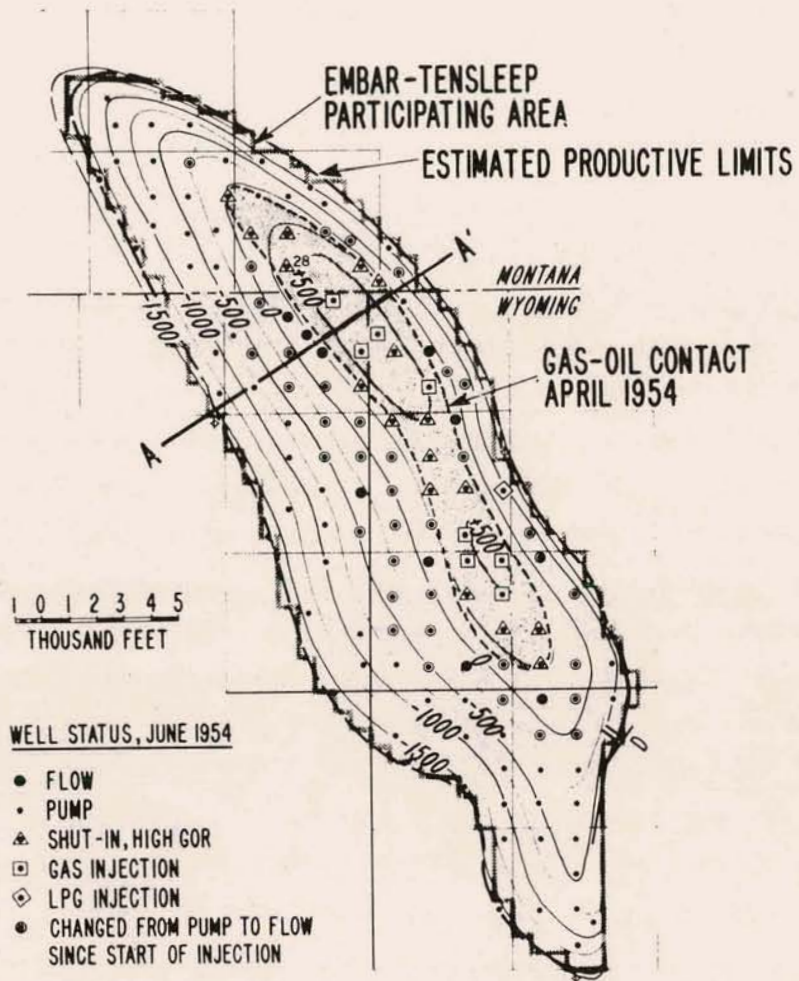 EMBAR-TENSLEEP
PARTICIPATING AREA
ESTIMATED PRODUCTIVE LIMITS
A'
MONTANA
WYOMING
28
+500
0
-500
-1000
-1500
GAS-OIL CONTACT
APRIL 1954
A
+500
1 0 1 2 3 4 5
THOUSAND FEET
0
-500
-1000
-1500
WELL STATUS, JUNE 1954
FLOW
PUMP
SHUT-IN, HIGH GOR
GAS INJECTION
LPG INJECTION
CHANGED FROM PUMP TO FLOW
SINCE START OF INJECTION